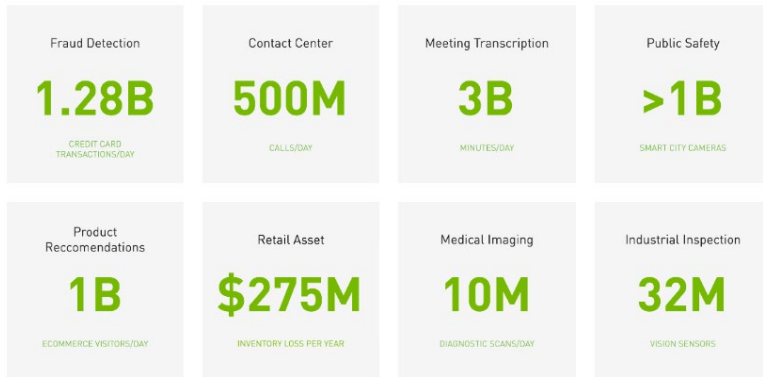 Fraud Detection
1.28B
CREDIT CARD
TRANSACTIONS/DAY
Contact Center
500M
CALLS/DAY
Meeting Transcription
3B
MINUTES/DAY
Public Safety
>1B
SMART CITY CAMERAS
Product
Reccomendations
1B
ECOMMERCE VISITORS/DAY
Retail Asset
$275M
INVENTORY LOSS PER YEAR
Medical Imaging
10M
DIAGNOSTIC SCANS/DAY
Industrial Inspection
32M
VISION SENSORS